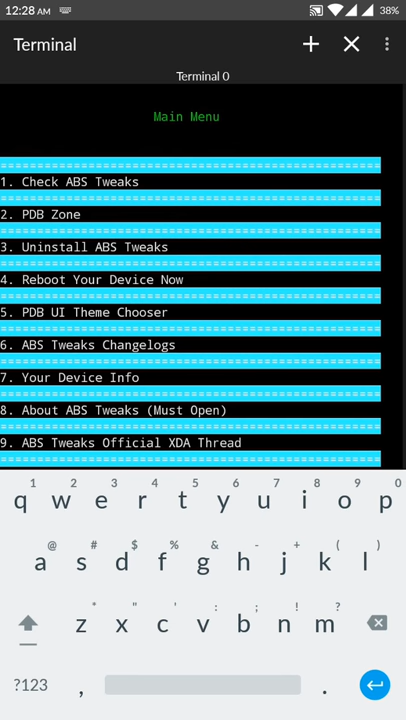 12:28 AM 38%
Terminal
Terminal 0
Main Menu
====================================================
1. Check ABS Tweaks
====================================================
2. PDB Zone
====================================================
3. Uninstall ABS Tweaks
====================================================
4. Reboot Your Device Now
====================================================
5. PDB UI Theme Chooser
====================================================
6. ABS Tweaks Changelogs
====================================================
7. Your Device Info
====================================================
8. About ABS Tweaks (Must Open)
====================================================
9. ABS Tweaks Official XDA Thread
====================================================
1 2 3 4 5 6 7 8 9 0
q w e r t y u i o p
@ # $ % & - + ( )
a s d f g h j k l
* " ' : ; ! ?
z x c v b n m
?123 , .